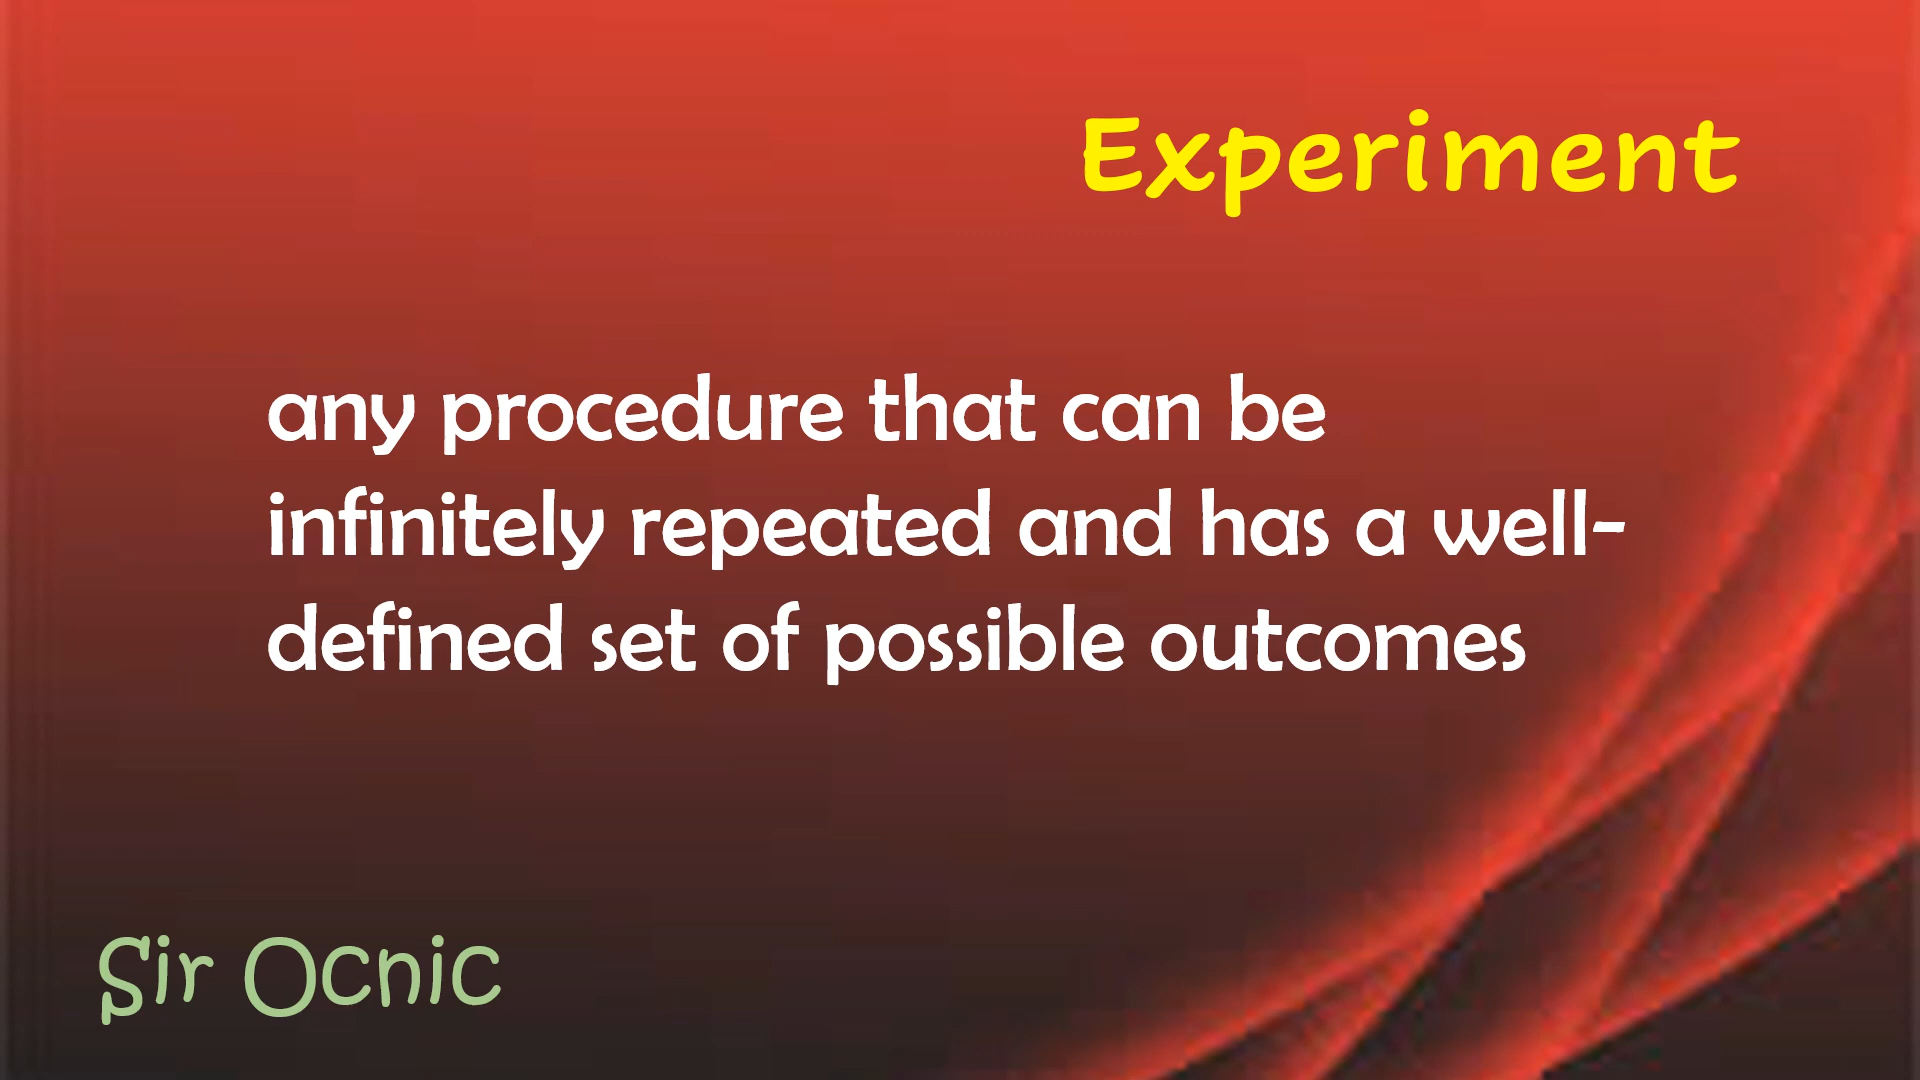 Experiment
any procedure that can be
infinitely repeated and has a well-
defined set of possible outcomes
Sir Ocnic